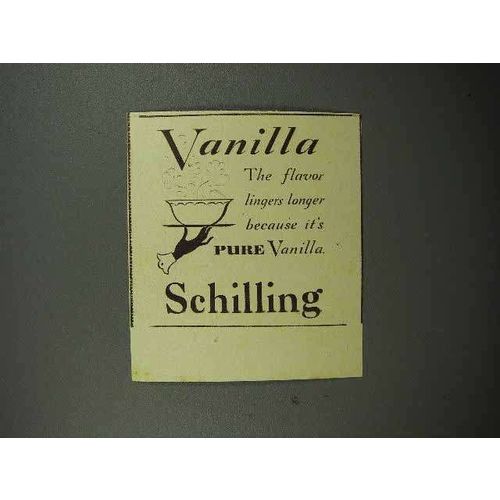 Vanilla
The flavor
lingers longer
because it's
PURE Vanilla.
Schilling